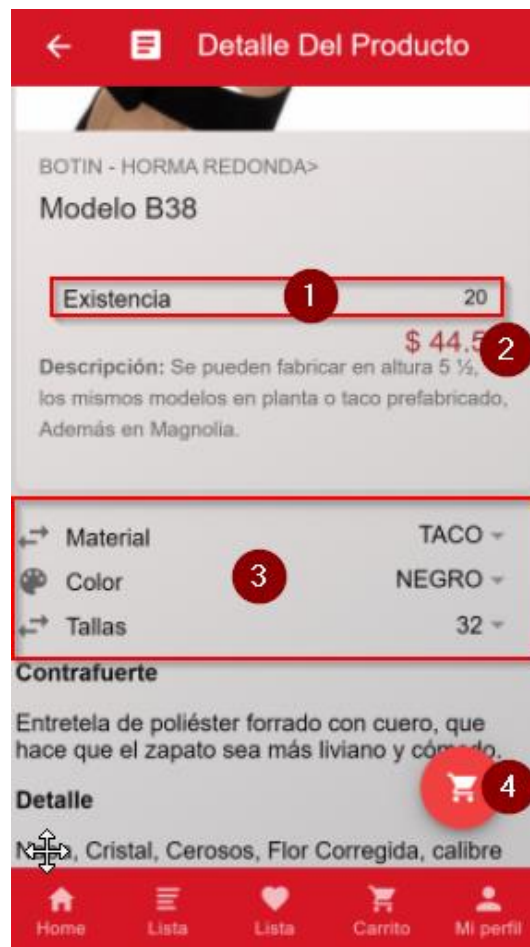 Detalle Del Producto
BOTIN - HORMA REDONDA>
Modelo B38
Existencia 1 20
$ 44.5 2
Descripción: Se pueden fabricar en altura 5 ½,
los mismos modelos en planta o taco prefabricado,
Además en Magnolia.
Material TACO
3
Color NEGRO
Tallas 32
Contrafuerte
Entretela de poliéster forrado con cuero, que
hace que el zapato sea más liviano y cómodo.
4
Detalle
Cristal, Cerosos, Flor Corregida, calibre
Home Lista Lista Carrito Mi perfil